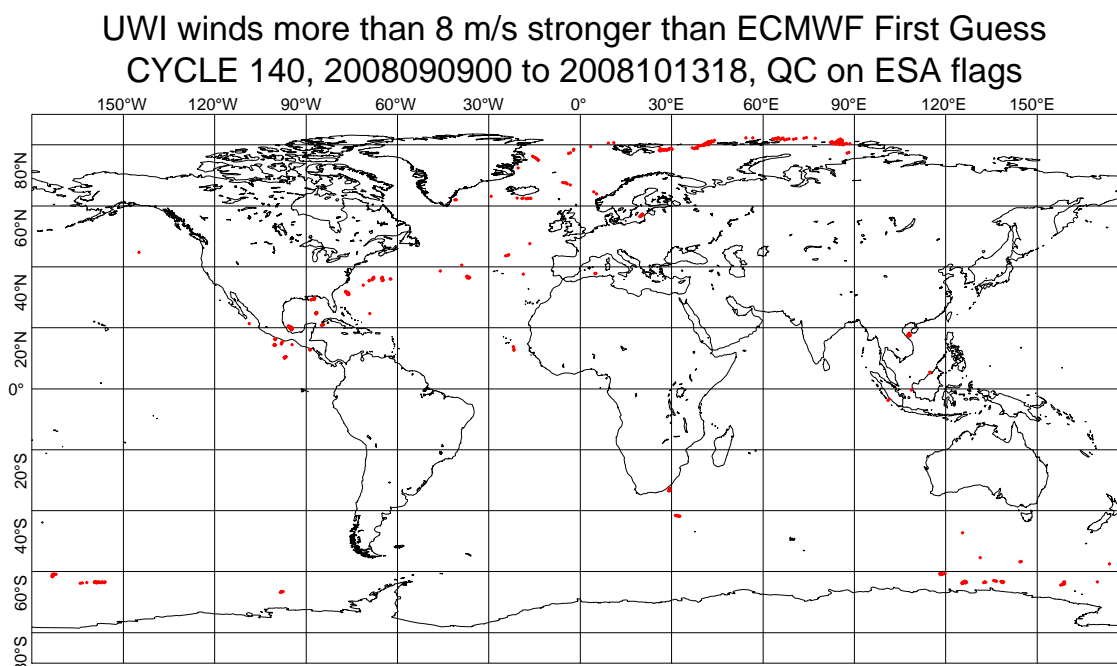 UWI winds more than 8 m/s stronger than ECMWF First Guess
CYCLE 140, 2008090900 to 2008101318, QC on ESA flags
150°W 120°W 90°W 60°W 30°W 0° 30°E 60°E 90°E 120°E 150°E
80°N
60°N
40°N
20°N
0°
20°S
40°S
60°S
80°S